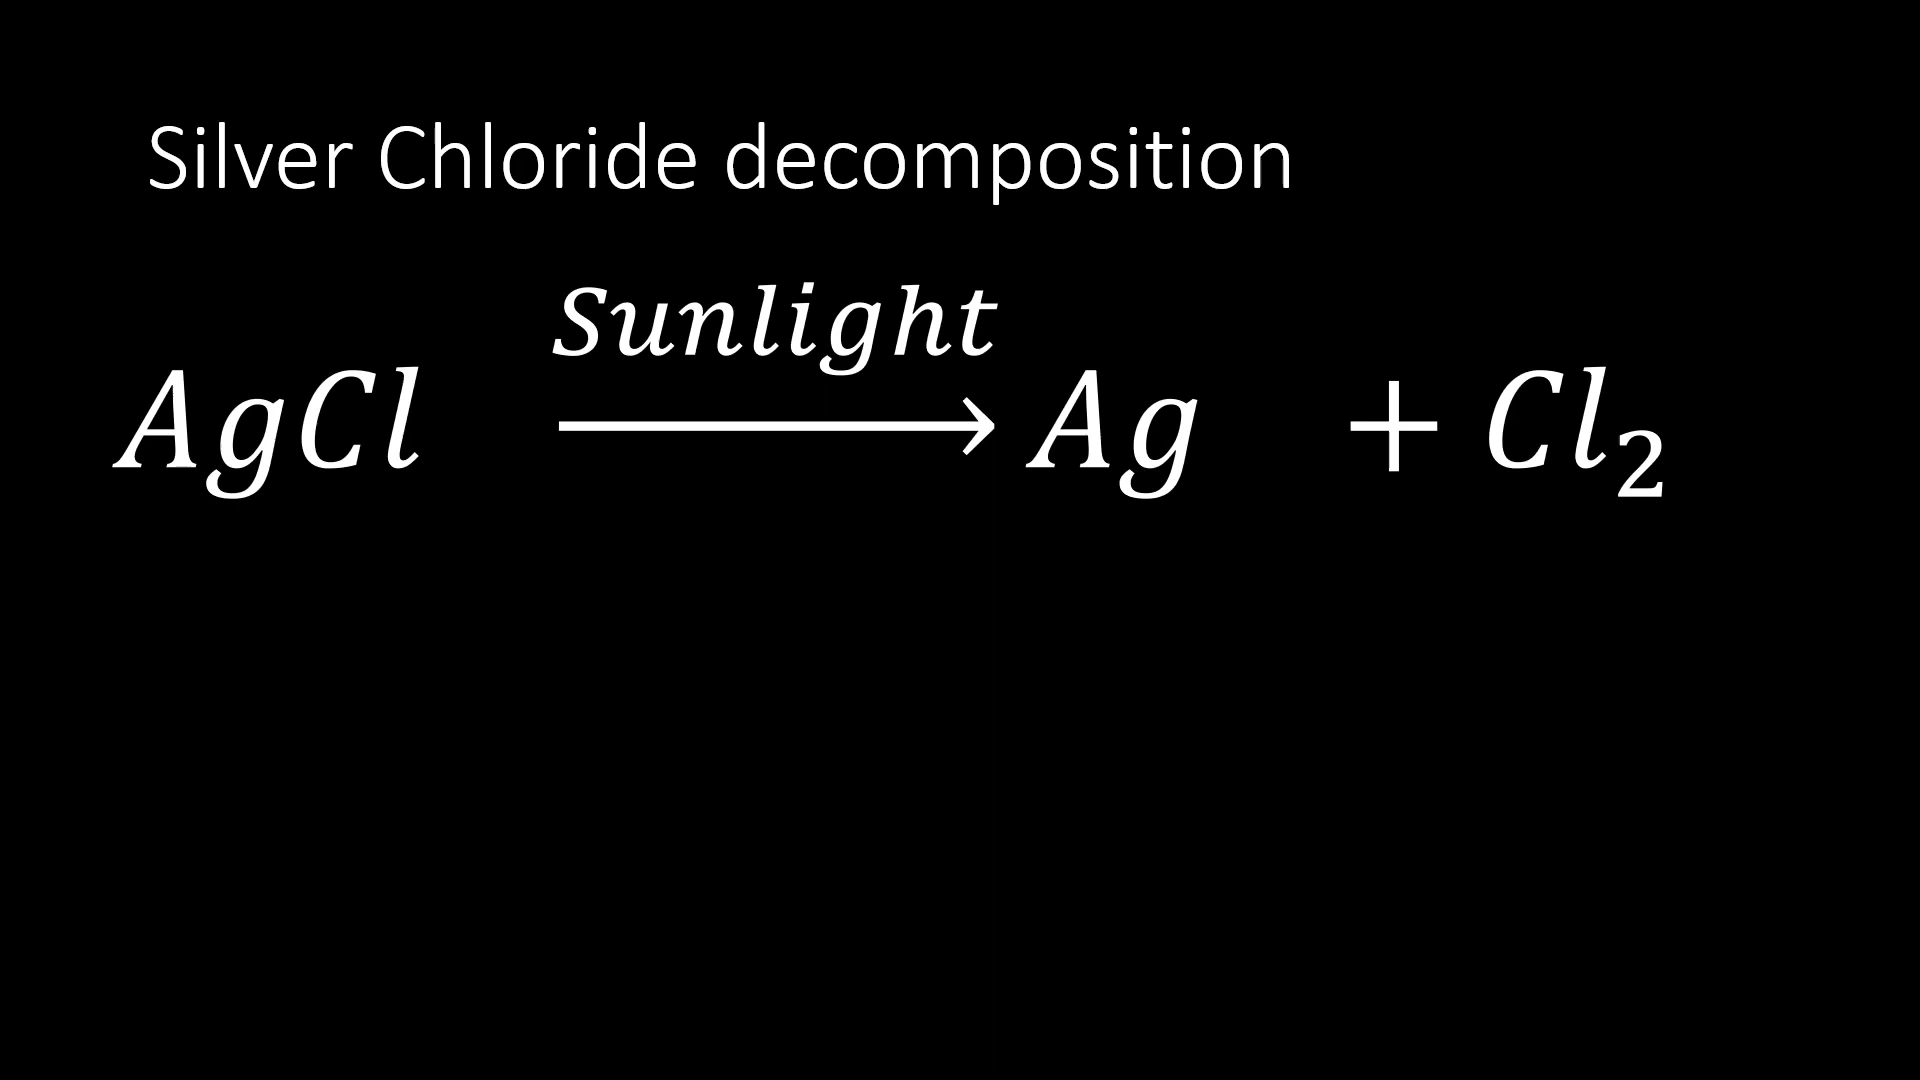 Silver Chloride decomposition
Sunlight
AgCl ⟶ Ag + Cl₂